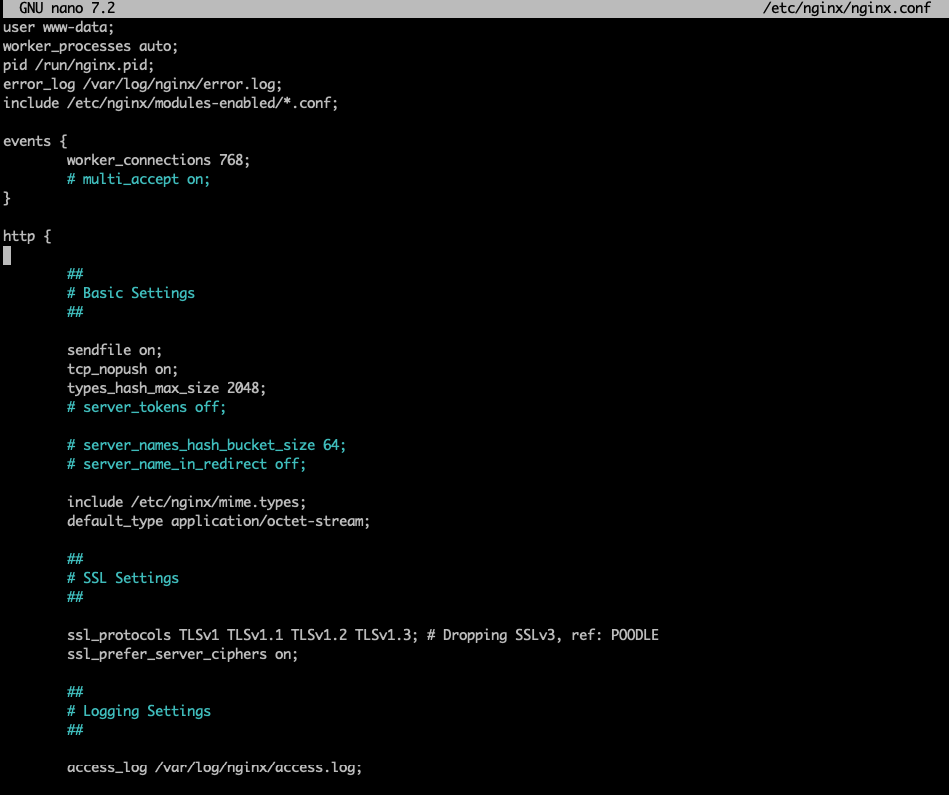 GNU nano 7.2 /etc/nginx/nginx.conf
user www-data;
worker_processes auto;
pid /run/nginx.pid;
error_log /var/log/nginx/error.log;
include /etc/nginx/modules-enabled/*.conf;
events {
worker_connections 768;
# multi_accept on;
}
http {
##
# Basic Settings
##
sendfile on;
tcp_nopush on;
types_hash_max_size 2048;
# server_tokens off;
# server_names_hash_bucket_size 64;
# server_name_in_redirect off;
include /etc/nginx/mime.types;
default_type application/octet-stream;
##
# SSL Settings
##
ssl_protocols TLSv1 TLSv1.1 TLSv1.2 TLSv1.3; # Dropping SSLv3, ref: POODLE
ssl_prefer_server_ciphers on;
##
# Logging Settings
##
access_log /var/log/nginx/access.log;